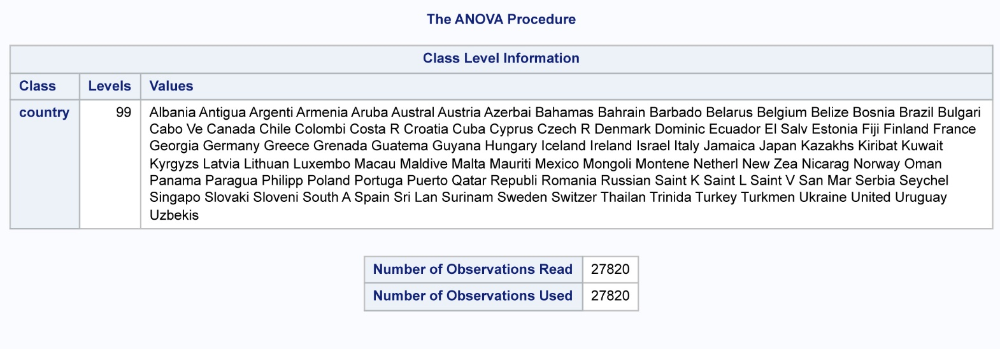 The ANOVA Procedure
Class Level Information
Class Levels Values
country 99 Albania Antigua Argenti Armenia Aruba Austral Austria Azerbai Bahamas Bahrain Barbado Belarus Belgium Belize Bosnia Brazil Bulgari
Cabo Ve Canada Chile Colombi Costa R Croatia Cuba Cyprus Czech R Denmark Dominic Ecuador El Salv Estonia Fiji Finland France
Georgia Germany Greece Grenada Guatema Guyana Hungary Iceland Ireland Israel Italy Jamaica Japan Kazakhs Kiribat Kuwait
Kyrgyzs Latvia Lithuan Luxembo Macau Maldive Malta Mauriti Mexico Mongoli Montene Netherl New Zea Nicarag Norway Oman
Panama Paragua Philipp Poland Portuga Puerto Qatar Republi Romania Russian Saint K Saint L Saint V San Mar Serbia Seychel
Singapo Slovaki Sloveni South A Spain Sri Lan Surinam Sweden Switzer Thailan Trinida Turkey Turkmen Ukraine United Uruguay
Uzbekis
Number of Observations Read 27820
Number of Observations Used 27820